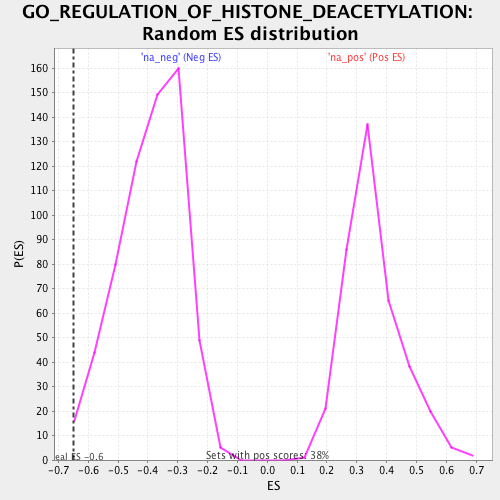 GO_REGULATION_OF_HISTONE_DEACETYLATION:
Random ES distribution
'na_neg' (Neg ES) 'na_pos' (Pos ES)
160
150
140
130
120
110
100
90
80
70
60
50
40
30
20
10
0
P(ES)
eal ES -0.6 Sets with pos scores: 38%
-0.7 -0.6 -0.5 -0.4 -0.3 -0.2 -0.1 0.0 0.1 0.2 0.3 0.4 0.5 0.6 0.7
ES